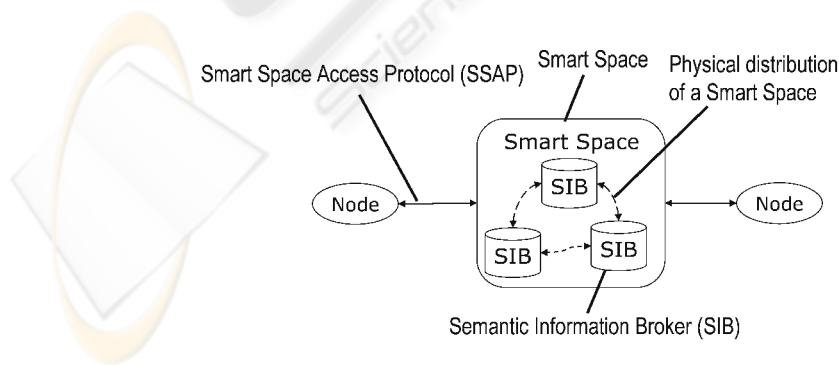 Science
Smart Space Access Protocol (SSAP)
Smart Space
Physical distribution
of a Smart Space
Smart Space
SIB
Node
Node
SIB
SIB
Semantic Information Broker (SIB)